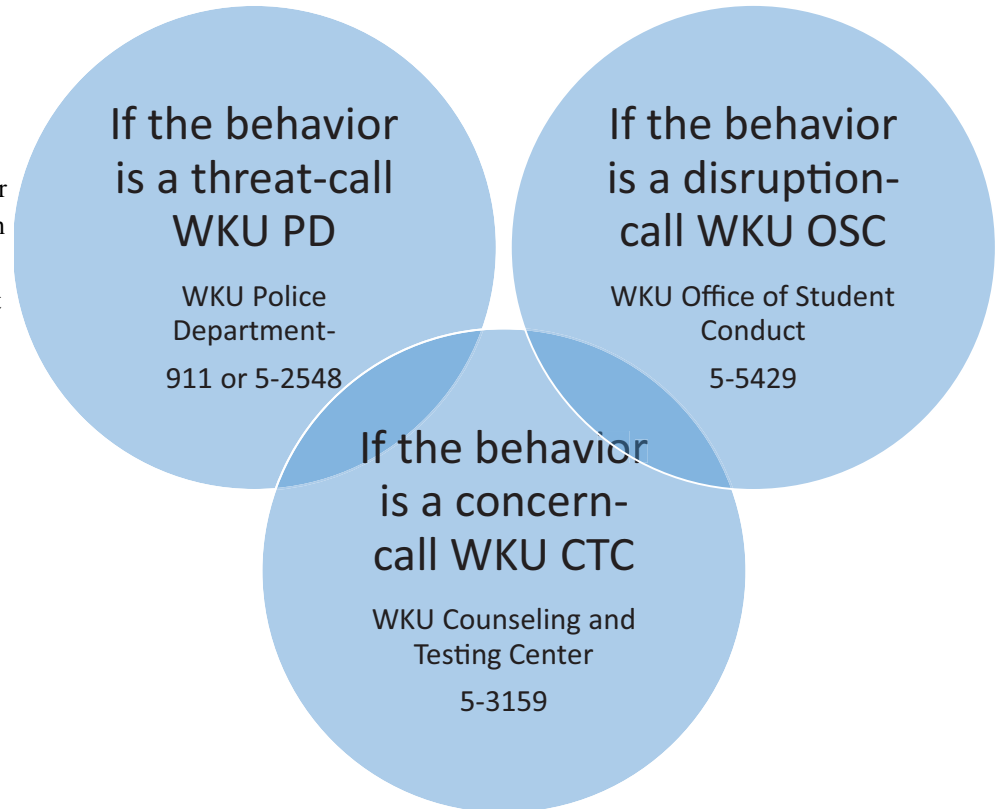 If the behavior
is a threat-call
WKU PD
WKU Police
Department-
911 or 5-2548
If the behavior
is a disruption-
call WKU OSC
WKU Office of Student
Conduct
5-5429
If the behavior
is a concern-
call WKU CTC
WKU Counseling and
Testing Center
5-3159